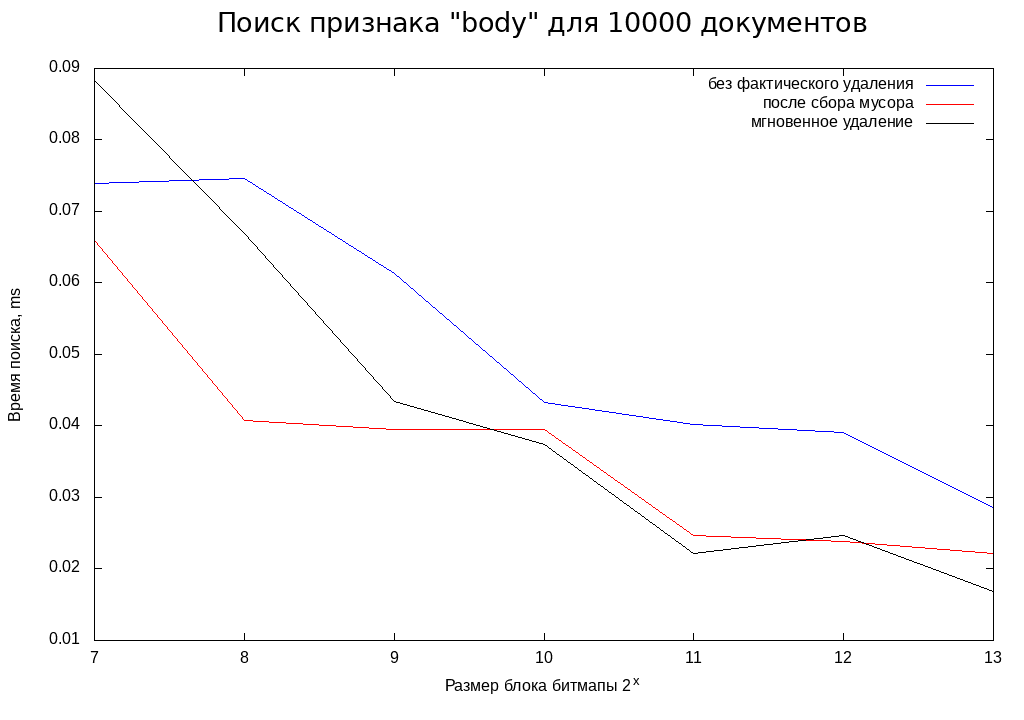 Поиск признака "body" для 10000 документов
0.09
0.08
0.07
0.06
0.05
0.04
0.03
0.02
0.01
без фактического удаления
после сбора мусора
мгновенное удаление
Время поиска, ms
7 8 9 10 11 12 13
Размер блока битмапы 2^x